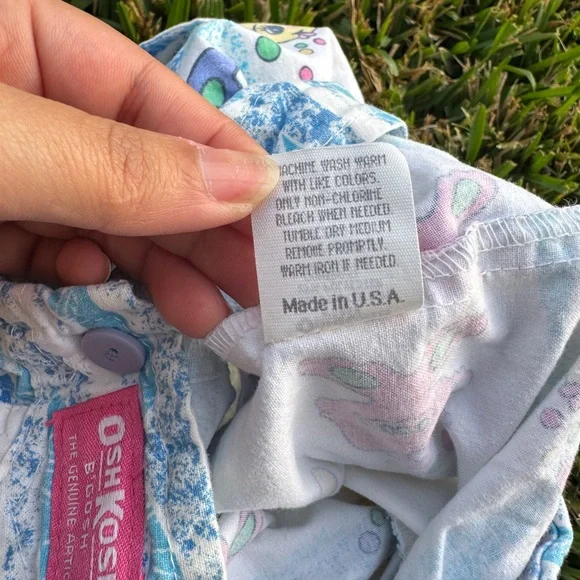 MACHINE WASH WARM
WITH LIKE COLORS.
ONLY NON-CHLORINE
BLEACH WHEN NEEDED.
TUMBLE DRY MEDIUM
REMOVE PROMPTLY.
WARM IRON IF NEEDED.
Made in U.S.A.
OSHKOSH
B'GOSH
THE GENUINE ARTIC